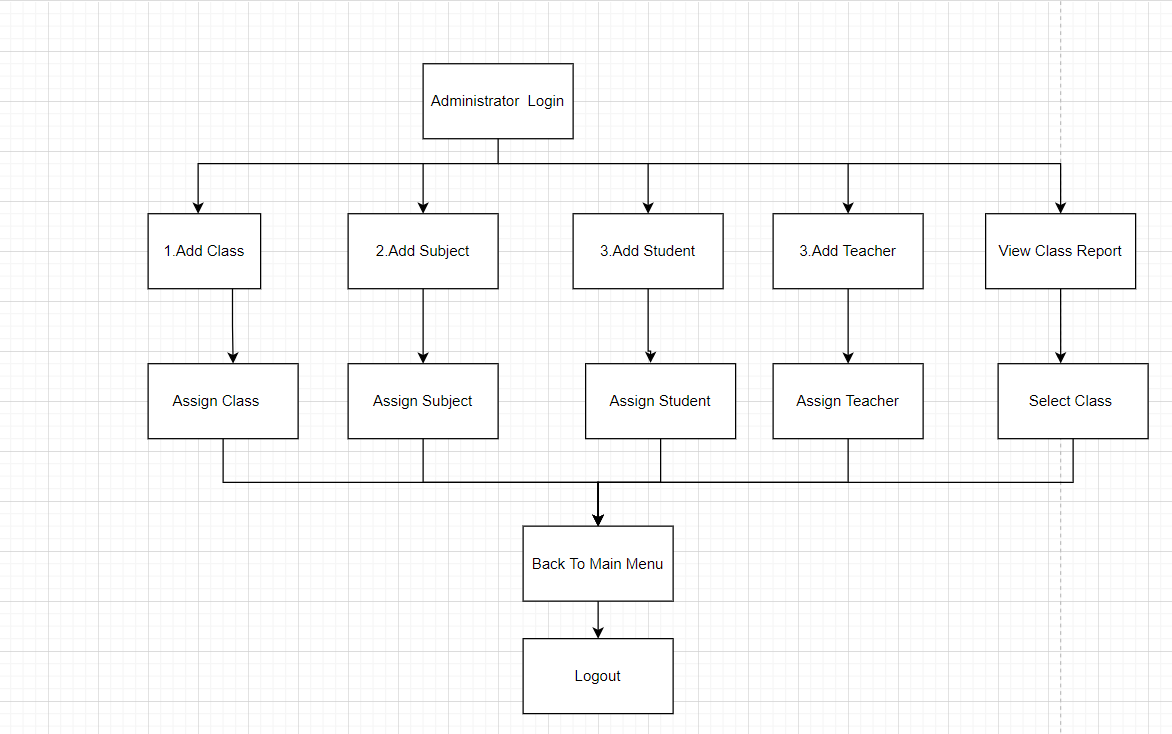 Administrator Login
1.Add Class
2.Add Subject
3.Add Student
3.Add Teacher
View Class Report
Assign Class
Assign Subject
Assign Student
Assign Teacher
Select Class
Back To Main Menu
Logout